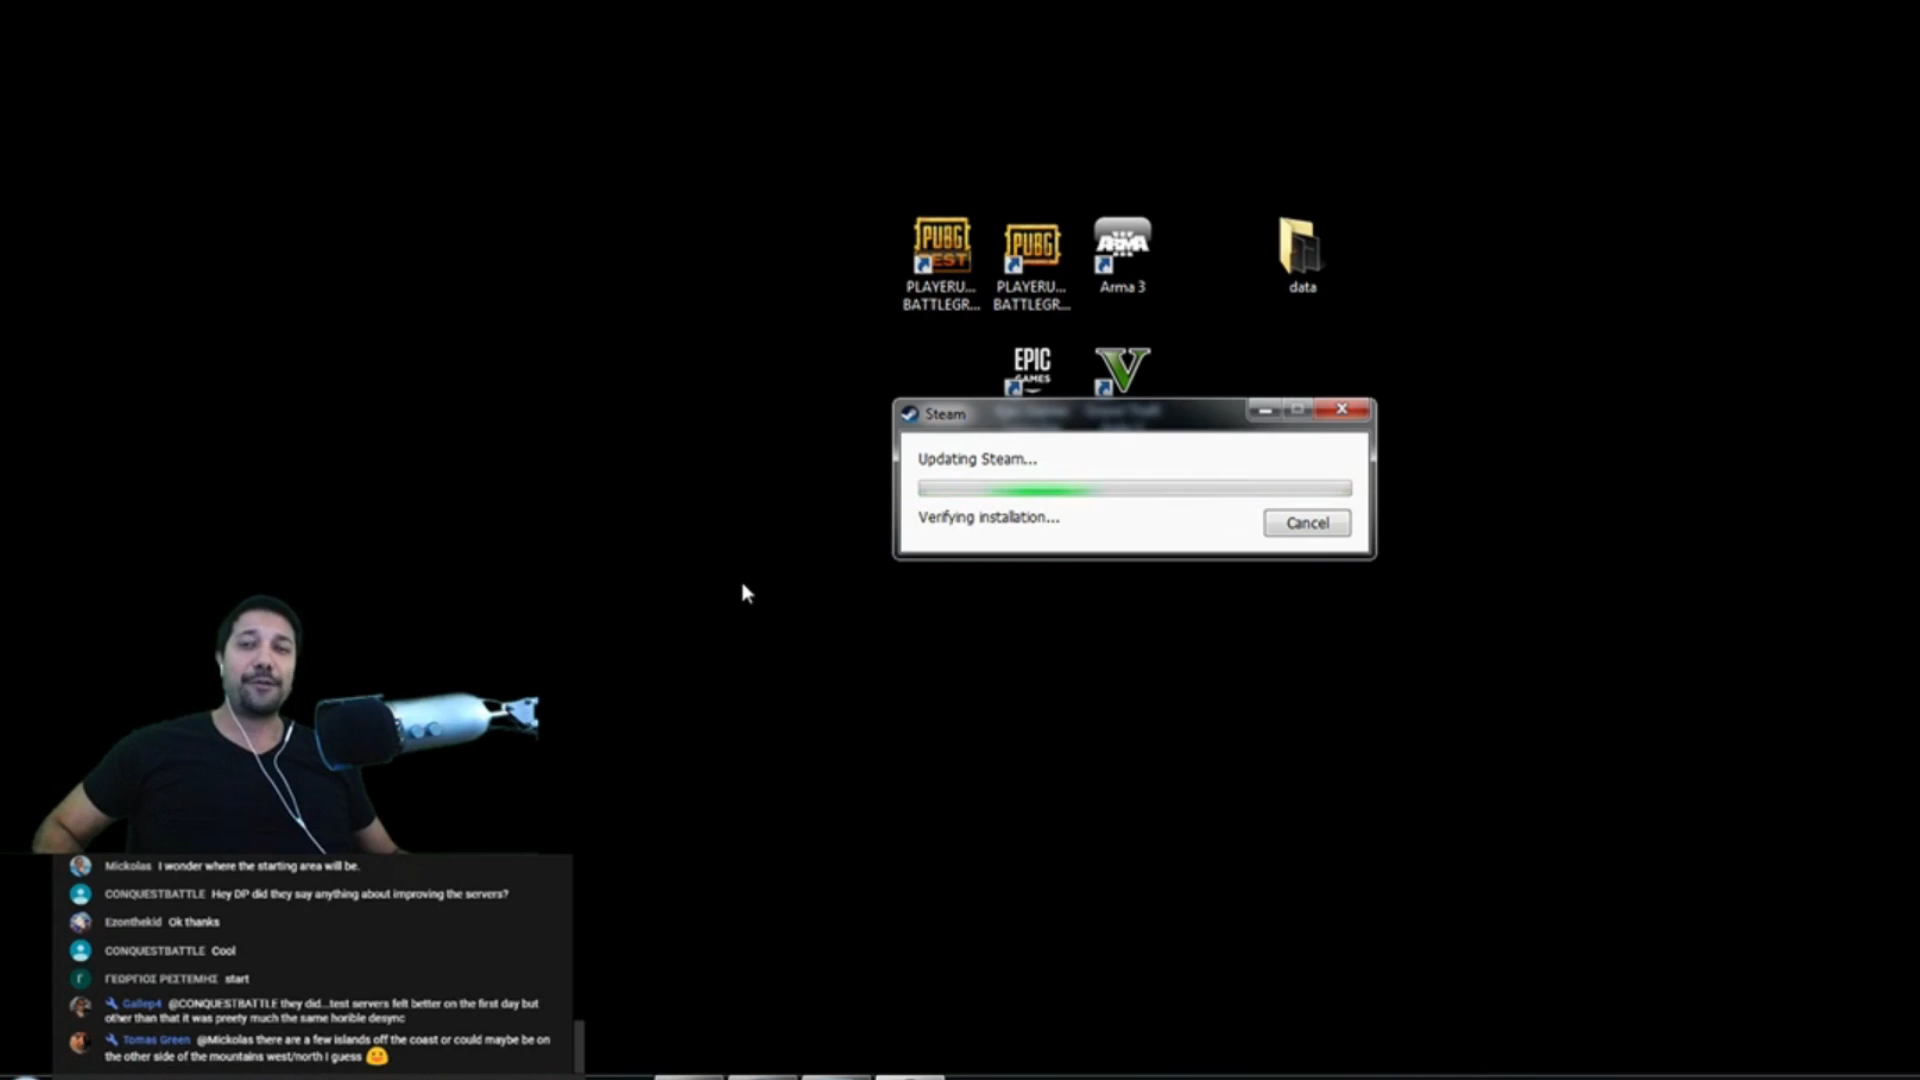 PUBG
TEST
PLAYERU...
BATTLEGR...
PUBG
PLAYERU...
BATTLEGR...
ARMA
Arma 3
data
EPIC
GAMES
V
Steam
Updating Steam...
Verifying installation...
Cancel
Mickolas I wonder where the starting area will be.
CONQUESTBATTLE Hey DP did they say anything about improving the servers?
Ezonthekid Ok thanks
CONQUESTBATTLE Cool
Γ ΓΕΩΡΓΙΟΣ ΡΕΣΤΕΜΗΣ start
Gallep4 @CONQUESTBATTLE they did...test servers felt better on the first day but
other than that it was preety much the same horible desync
Tomas Green @Mickolas there are a few islands off the coast or could maybe be on
the other side of the mountains west/north I guess